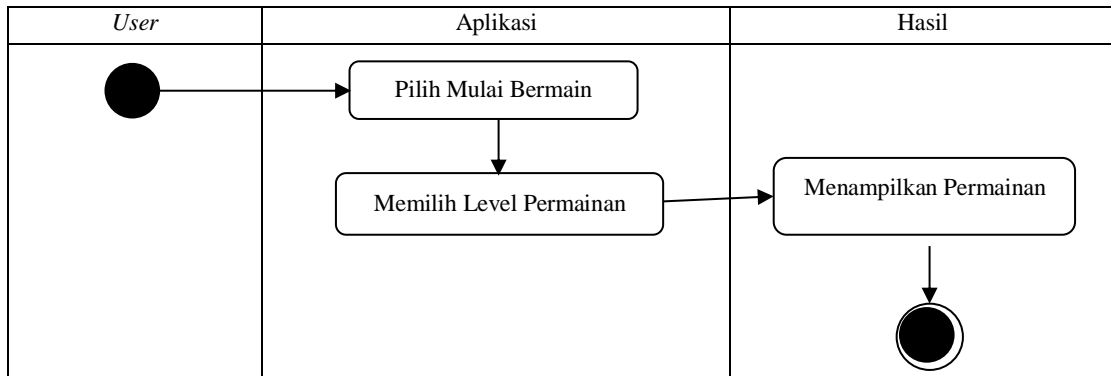 User
Aplikasi
Hasil
Pilih Mulai Bermain
Memilih Level Permainan
Menampilkan Permainan